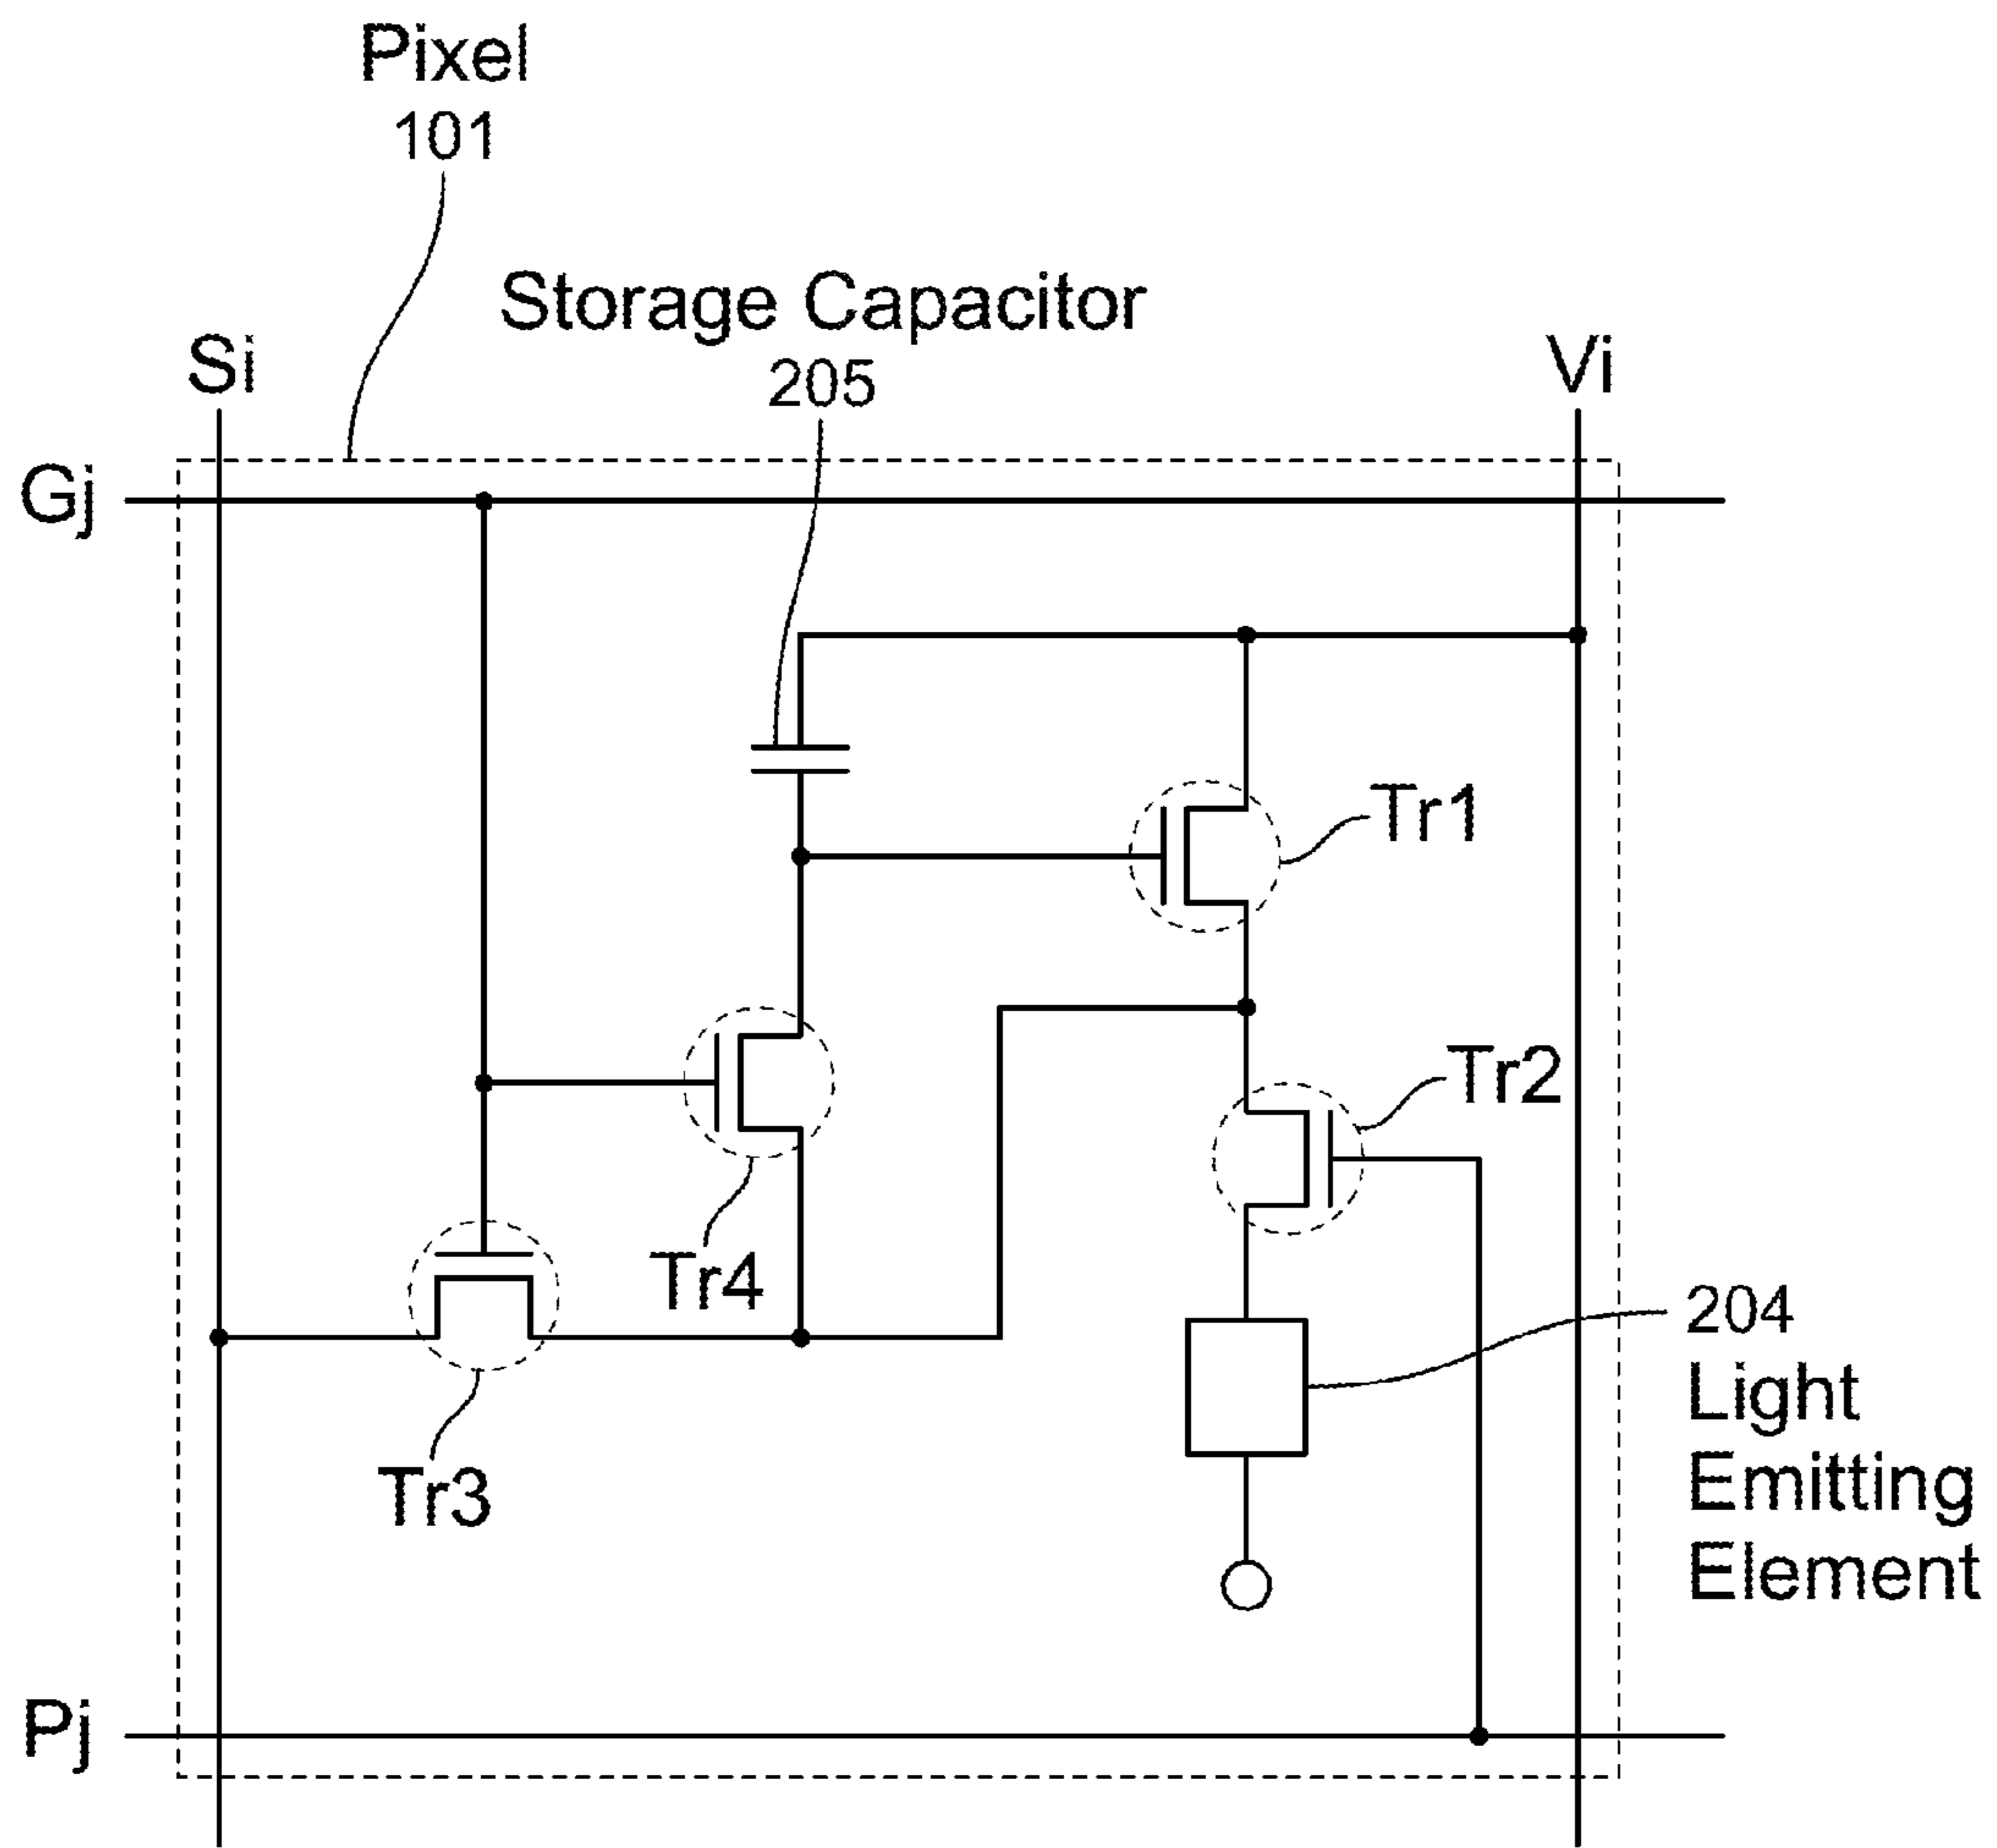 Pixel
101
Storage Capacitor
205
Si
Vi
Gj
Tr1
Tr2
Tr4
Tr3
204
Light
Emitting
Element
Pj